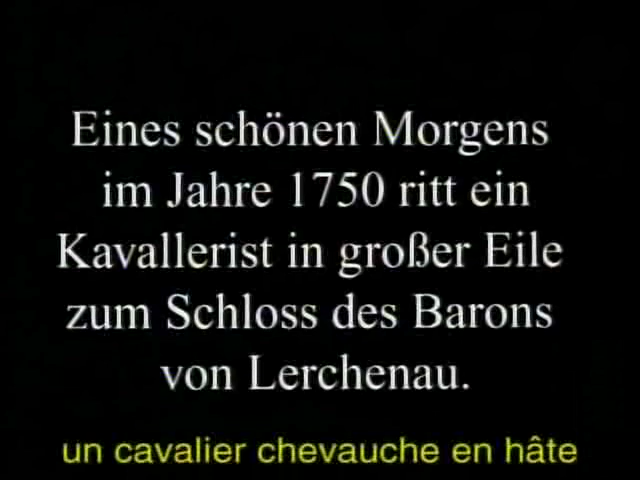 Eines schönen Morgens
im Jahre 1750 ritt ein
Kavallerist in großer Eile
zum Schloss des Barons
von Lerchenau.
un cavalier chevauche en hâte